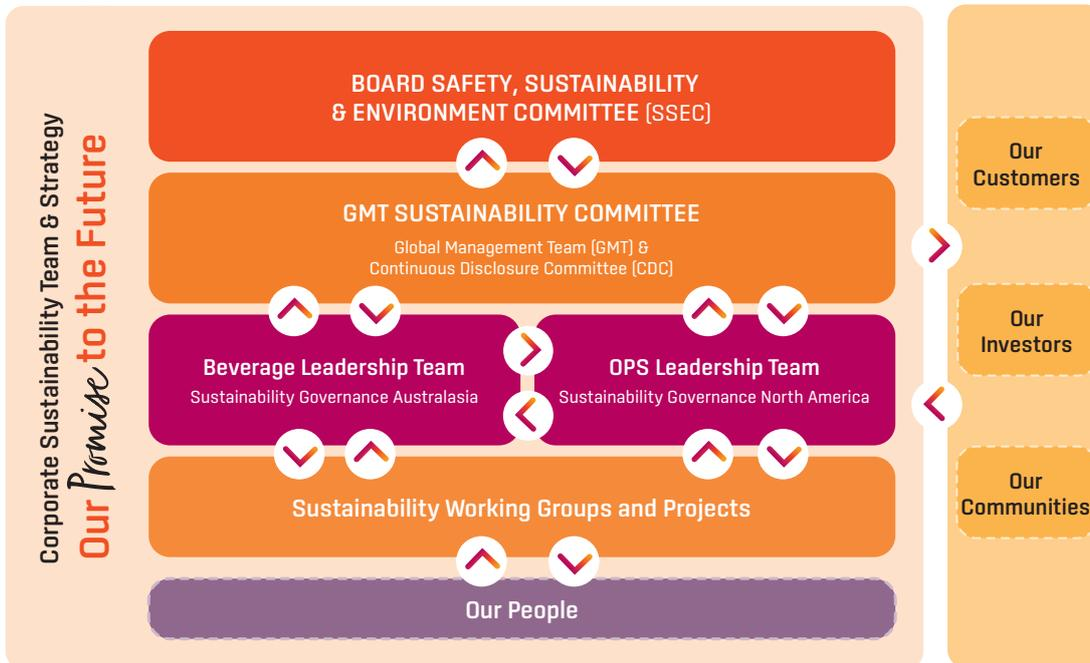 Corporate Sustainability Team & Strategy
Our Promise to the Future
BOARD SAFETY, SUSTAINABILITY
& ENVIRONMENT COMMITTEE (SSEC)
GMT SUSTAINABILITY COMMITTEE
Global Management Team (GMT) &
Continuous Disclosure Committee (CDC)
Beverage Leadership Team
Sustainability Governance Australasia
OPS Leadership Team
Sustainability Governance North America
Sustainability Working Groups and Projects
Our People
Our
Customers
Our
Investors
Our
Communities